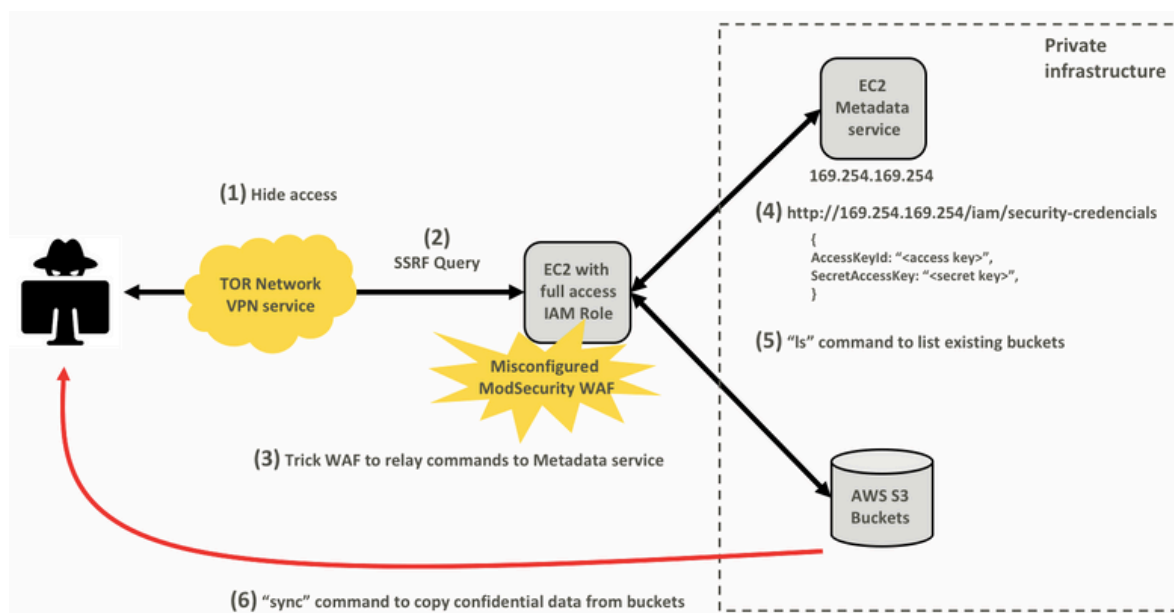 Private
infrastructure
EC2
Metadata
service
169.254.169.254
(1) Hide access
(2)
SSRF Query
TOR Network
VPN service
EC2 with
full access
IAM Role
Misconfigured
ModSecurity WAF
(3) Trick WAF to relay commands to Metadata service
(4) http://169.254.169.254/iam/security-credencials
{
AccessKeyId: “<access key>”,
SecretAccessKey: “<secret key>”,
}
(5) “ls” command to list existing buckets
AWS S3
Buckets
(6) “sync” command to copy confidential data from buckets